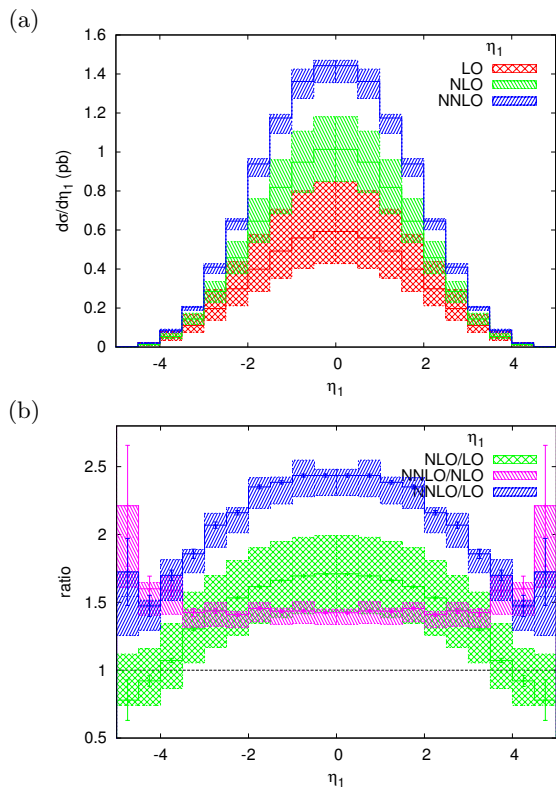 (a)
1.6
1.4
1.2
1
0.8
0.6
0.4
0.2
0
dσ/dη₁ (pb)
η₁
LO
NLO
NNLO
-4 -2 0 2 4
η₁
(b)
2.5
2
1.5
1
0.5
ratio
η₁
NLO/LO
NNLO/NLO
NNLO/LO
-4 -2 0 2 4
η₁